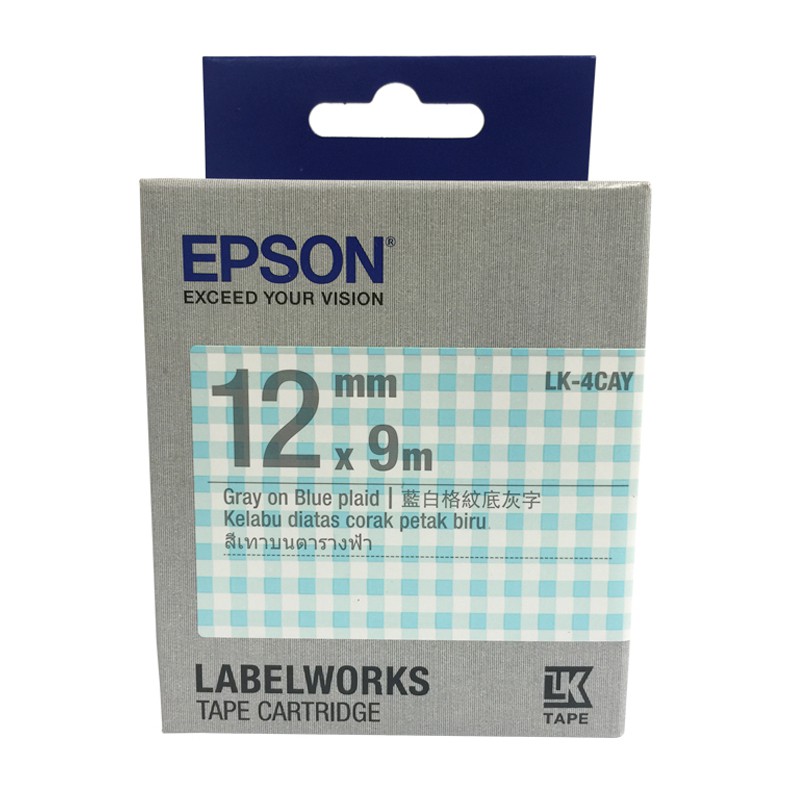 EPSON®
EXCEED YOUR VISION
12 mm x 9m
LK-4CAY
Gray on Blue plaid | 藍白格紋底灰字
Kelabu diatas corak petak biru
สีเทาบนตารางฟ้า
LABELWORKS
TAPE CARTRIDGE
LK
TAPE